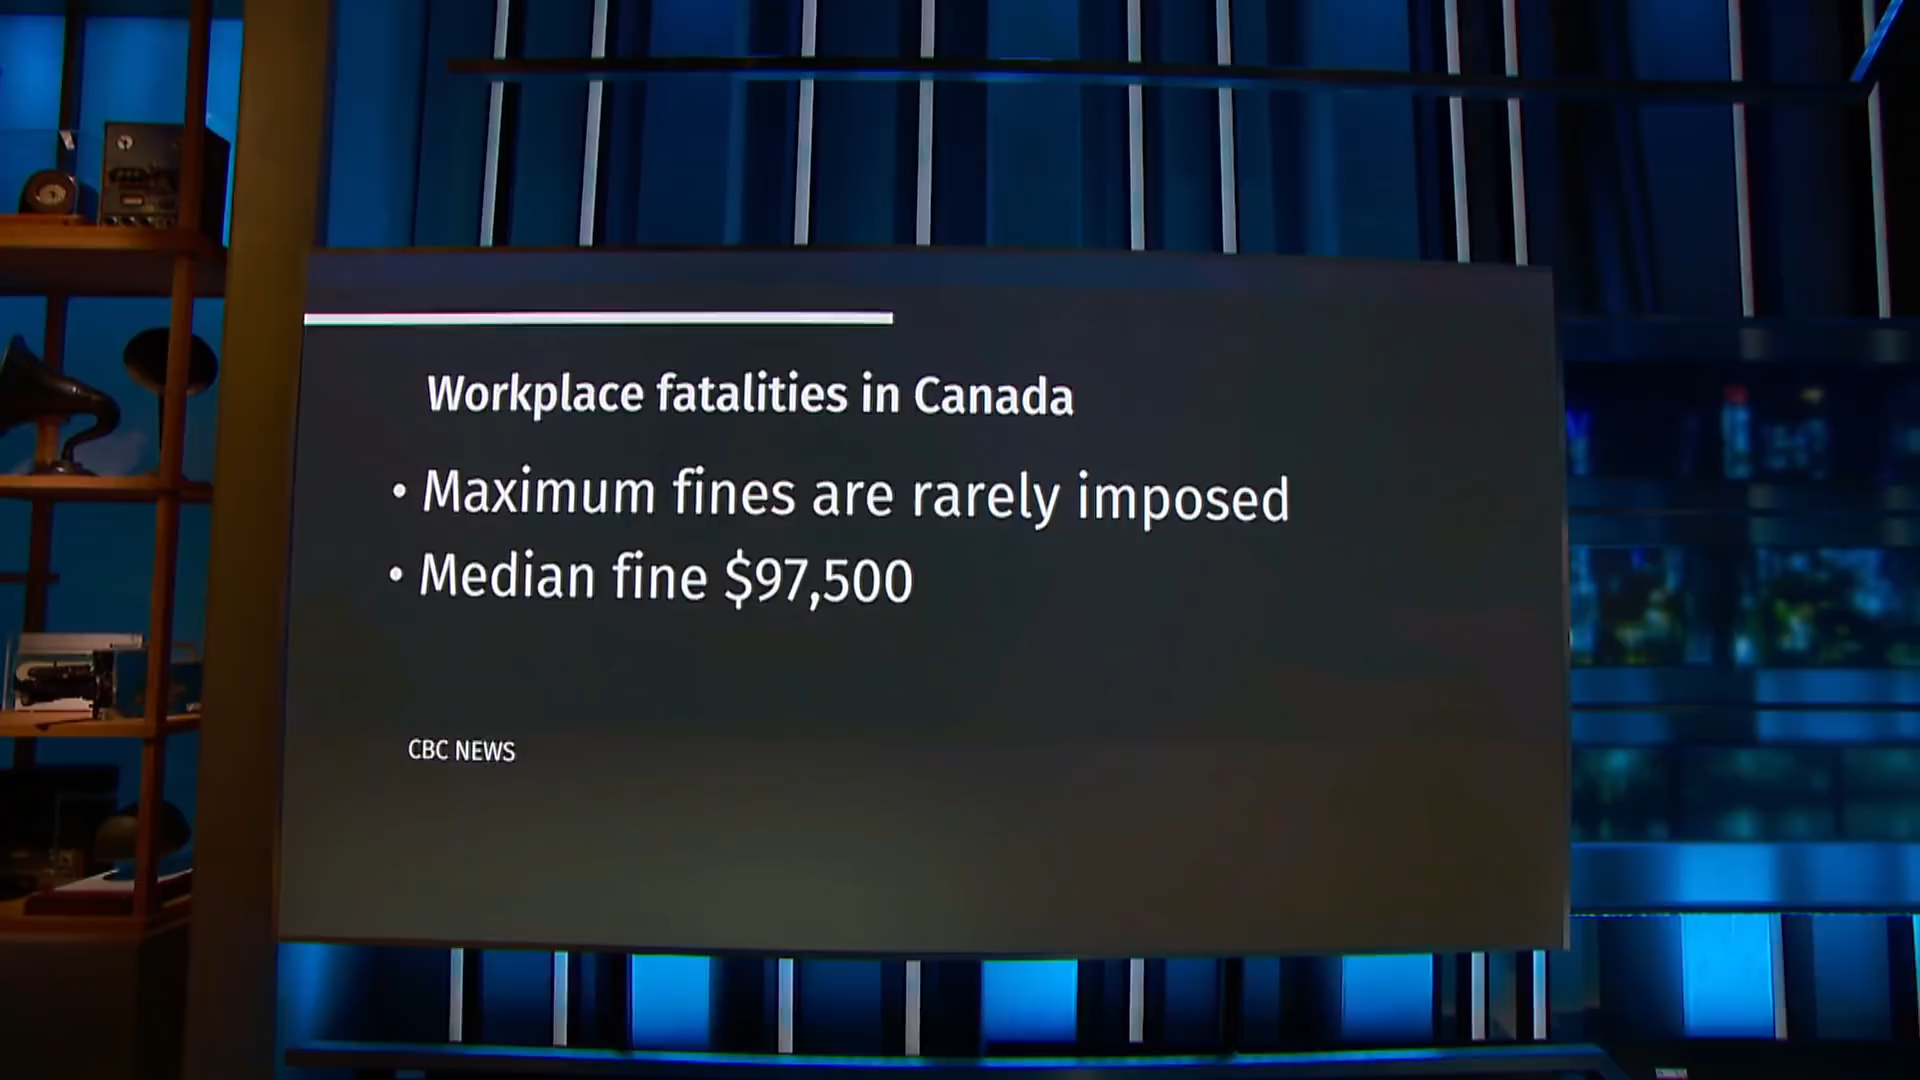 Workplace fatalities in Canada
• Maximum fines are rarely imposed
• Median fine $97,500
CBC NEWS